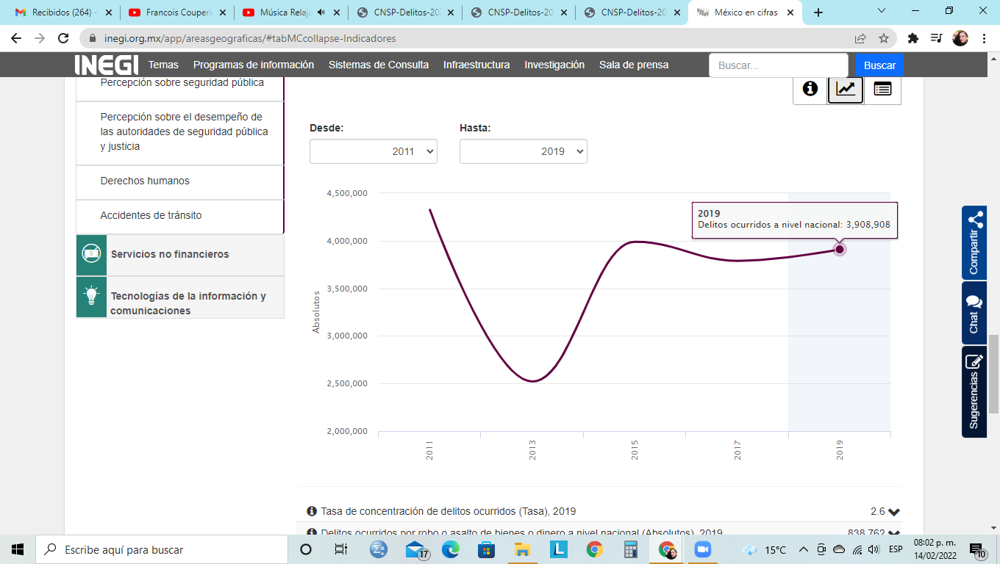 Recibidos (264) -
Francois Couperin
Música Relaja
CNSP-Delitos-202
CNSP-Delitos-202
CNSP-Delitos-202
México en cifras
inegi.org.mx/app/areasgeograficas/#tabMCcollapse-Indicadores
INEGI Temas Programas de información Sistemas de Consulta Infraestructura Investigación Sala de prensa Buscar... Buscar
Percepción sobre seguridad pública
Percepción sobre el desempeño de
las autoridades de seguridad pública
y justicia
Derechos humanos
Accidentes de tránsito
Servicios no financieros
Tecnologías de la información y
comunicaciones
Desde: Hasta:
2011 2019
4,500,000
4,000,000
3,500,000
3,000,000
2,500,000
2,000,000
Absolutos
2019
Delitos ocurridos a nivel nacional: 3,908,908
2011 2013 2015 2017 2019
Tasa de concentración de delitos ocurridos (Tasa), 2019 2.6
Delitos ocurridos por robo o asalto de bienes o dinero a nivel nacional (Absolutos), 2019 838,762
Compartir
Chat
Sugerencias
Escribe aquí para buscar
17
15°C
ESP
08:02 p. m.
14/02/2022
10